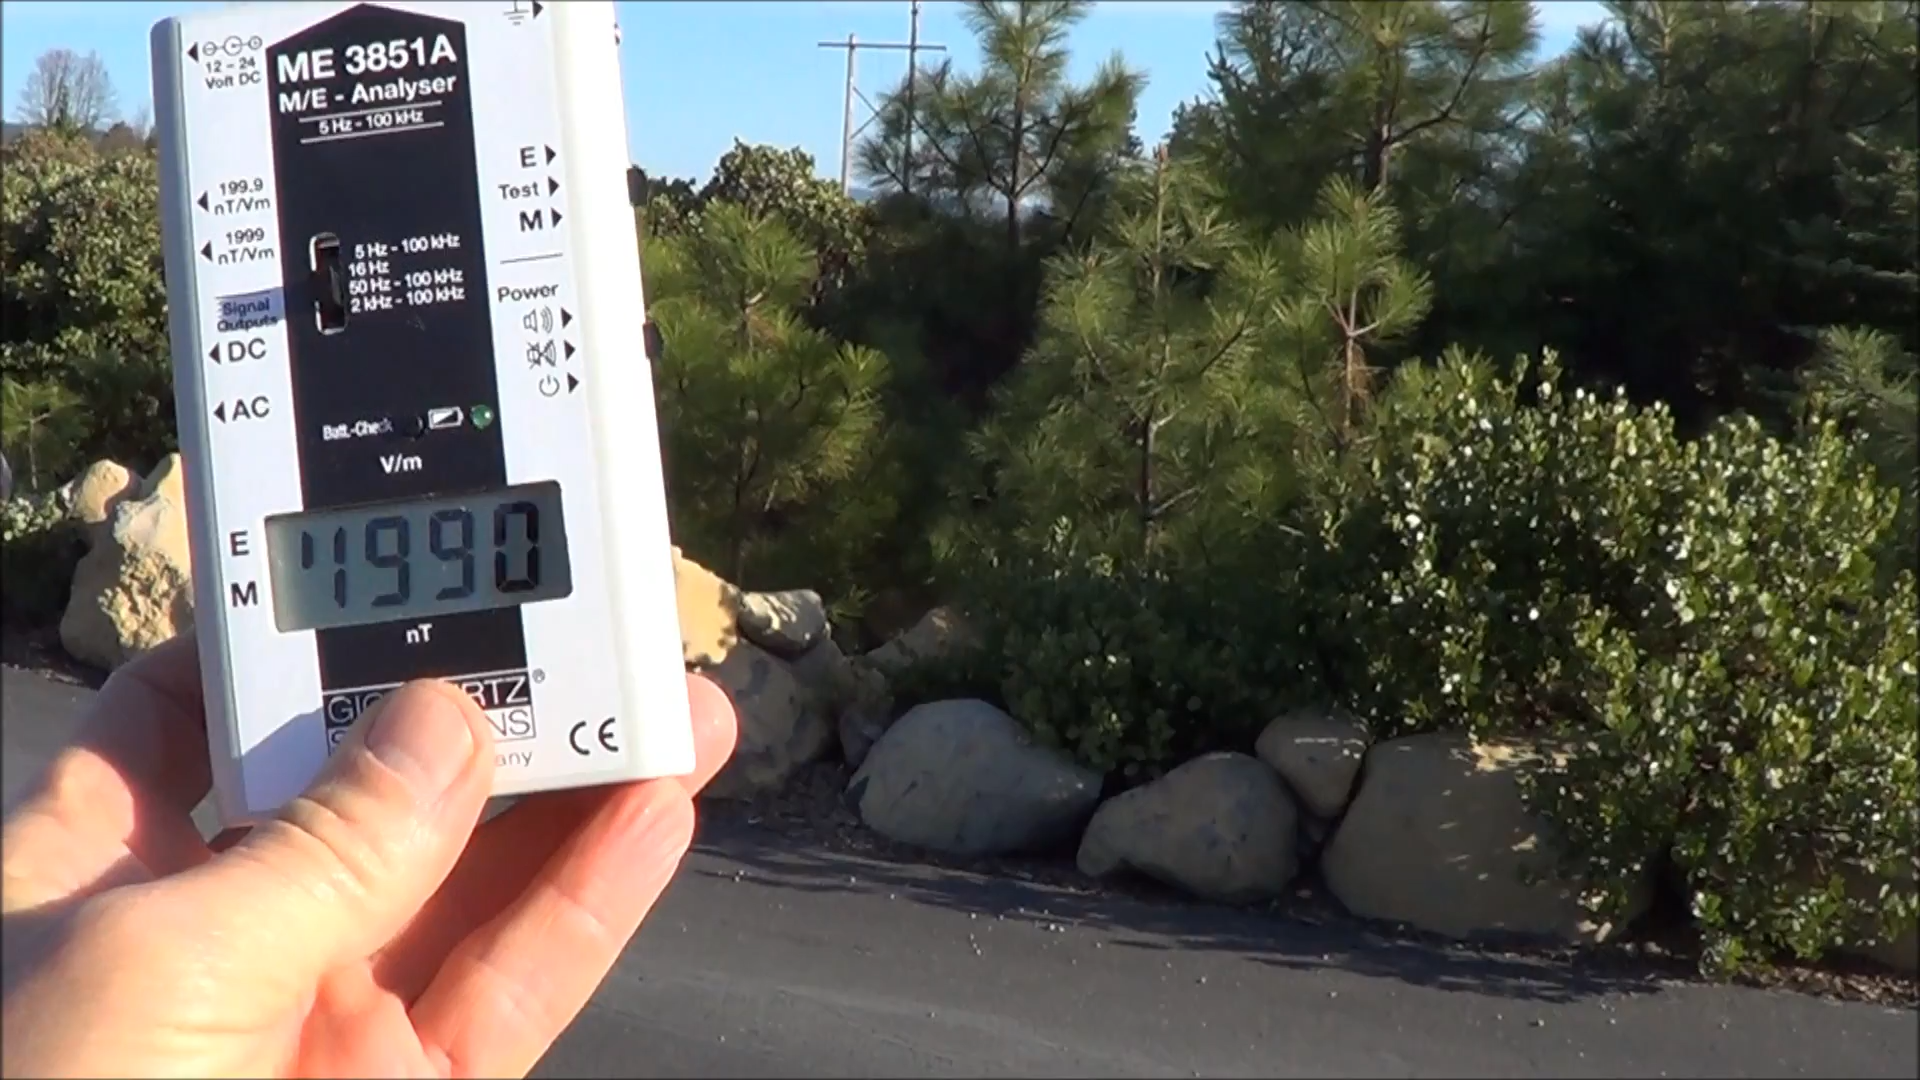 12 - 24
Volt DC
ME 3851A
M/E - Analyser
5 Hz - 100 kHz
E
Test
M
199.9
nT/Vm
1999
nT/Vm
5 Hz - 100 kHz
16 Hz
50 Hz - 100 kHz
2 kHz - 100 kHz
Power
Signal
Outputs
DC
AC
Batt.-Check
V/m
E
M
1990
nT
CE